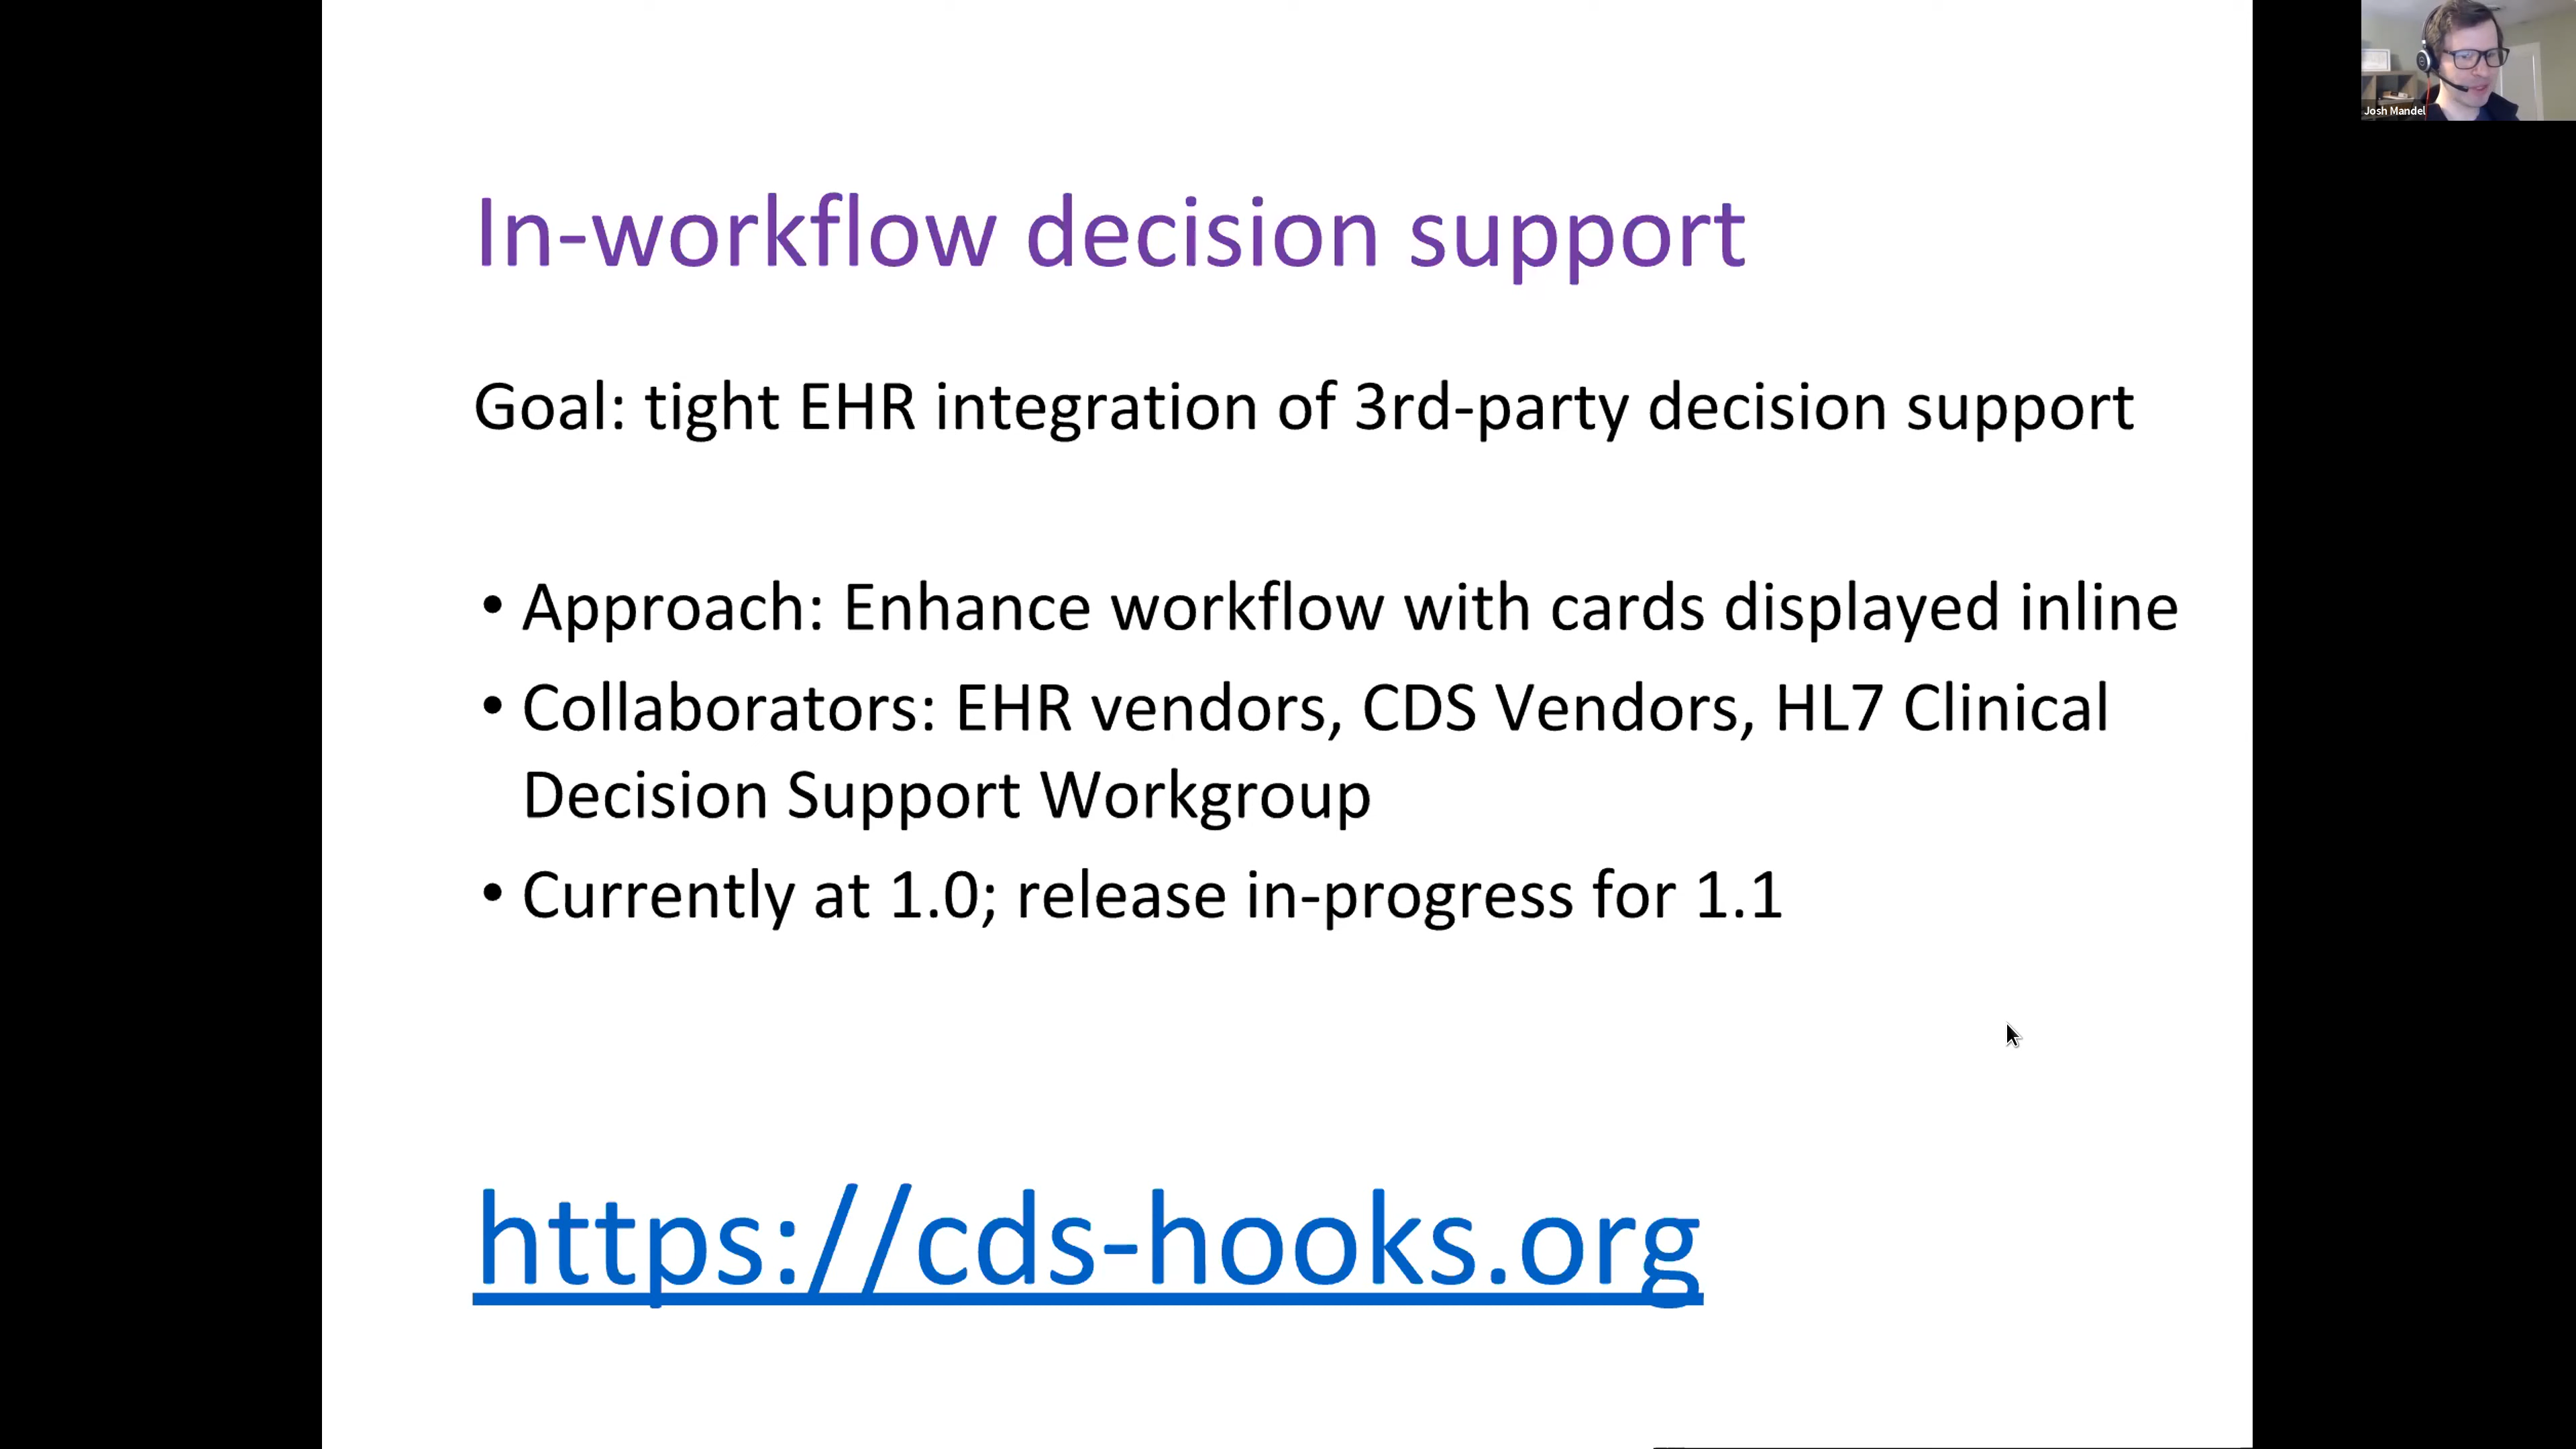 Josh Mandel
In-workflow decision support
Goal: tight EHR integration of 3rd-party decision support
• Approach: Enhance workflow with cards displayed inline
• Collaborators: EHR vendors, CDS Vendors, HL7 Clinical
Decision Support Workgroup
• Currently at 1.0; release in-progress for 1.1
https://cds-hooks.org